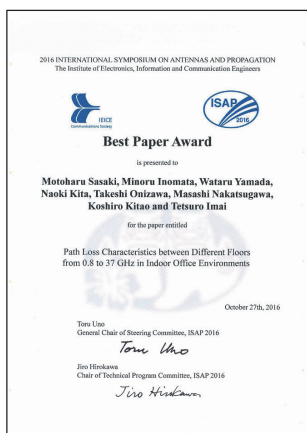 2016 INTERNATIONAL SYMPOSIUM ON ANTENNAS AND PROPAGATION
The Institute of Electronics, Information and Communication Engineers
IEICE
Communications Society
ISAP
2016
Best Paper Award
is presented to
Motoharu Sasaki, Minoru Inomata, Wataru Yamada,
Naoki Kita, Takeshi Onizawa, Masashi Nakatsugawa,
Koshiro Kitao and Tetsuro Imai
for the paper entitled
Path Loss Characteristics between Different Floors
from 0.8 to 37 GHz in Indoor Office Environments
October 27th, 2016
Toru Uno
General Chair of Steering Committee, ISAP 2016
Toru Uno
Jiro Hirokawa
Chair of Technical Program Committee, ISAP 2016
Jiro Hirokawa